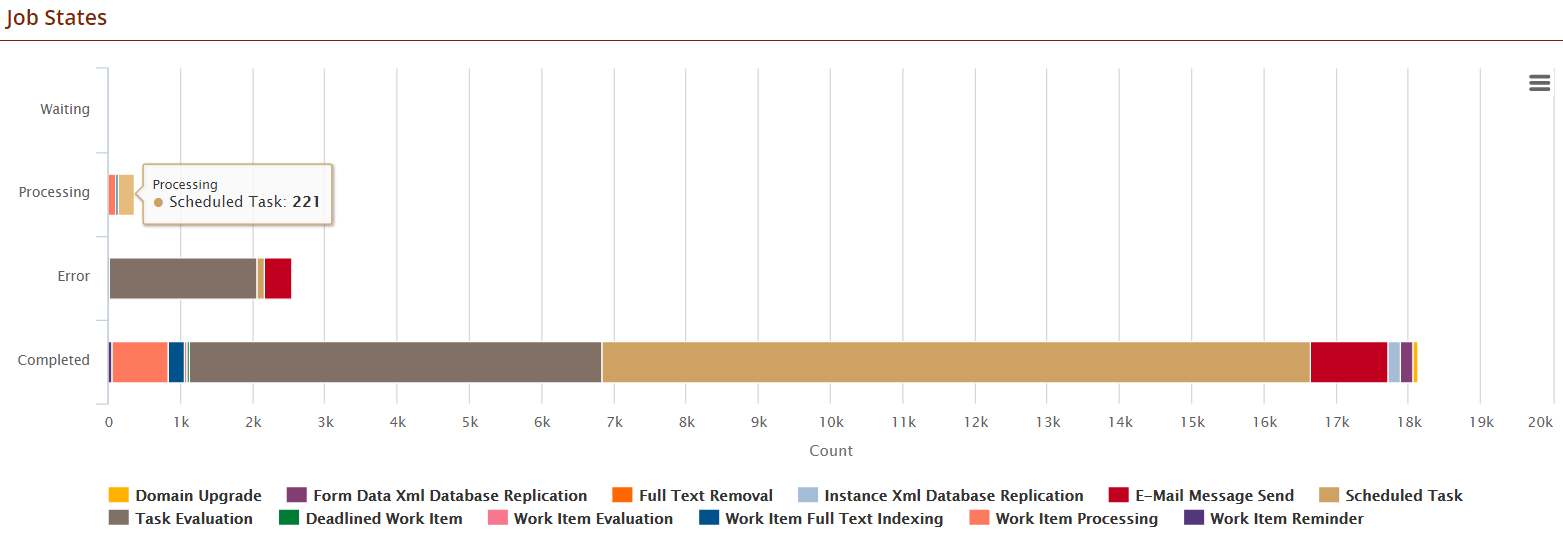 Job States
Waiting
Processing
Processing
Scheduled Task: 221
Error
Completed
0 1k 2k 3k 4k 5k 6k 7k 8k 9k 10k 11k 12k 13k 14k 15k 16k 17k 18k 19k 20k
Count
Domain Upgrade Form Data Xml Database Replication Full Text Removal Instance Xml Database Replication E-Mail Message Send Scheduled Task
Task Evaluation Deadlined Work Item Work Item Evaluation Work Item Full Text Indexing Work Item Processing Work Item Reminder